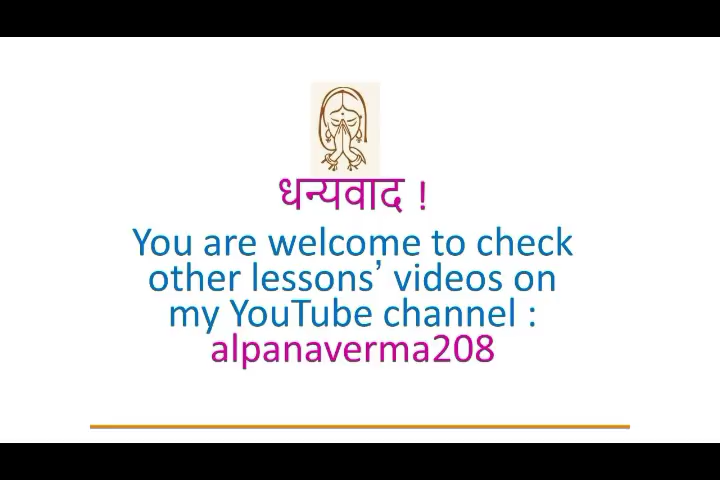 धन्यवाद !
You are welcome to check
other lessons’ videos on
my YouTube channel :
alpanaverma208